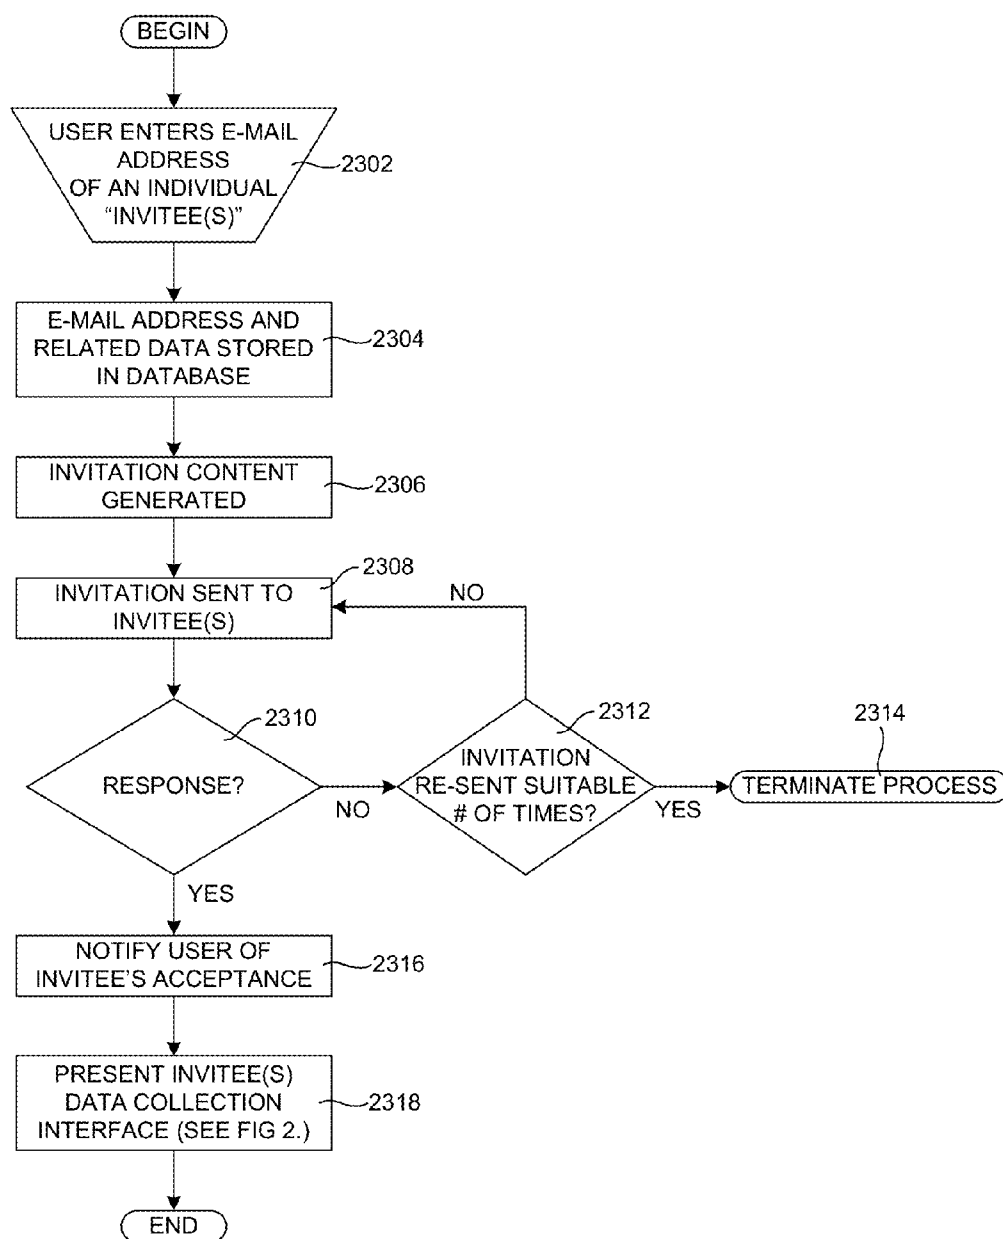 BEGIN
USER ENTERS E-MAIL
ADDRESS
OF AN INDIVIDUAL
“INVITEE(S)”
2302
E-MAIL ADDRESS AND
RELATED DATA STORED
IN DATABASE
2304
INVITATION CONTENT
GENERATED
2306
INVITATION SENT TO
INVITEE(S)
2308
NO
RESPONSE?
2310
NO
INVITATION
RE-SENT SUITABLE
# OF TIMES?
2312
YES
TERMINATE PROCESS
2314
YES
NOTIFY USER OF
INVITEE’S ACCEPTANCE
2316
PRESENT INVITEE(S)
DATA COLLECTION
INTERFACE (SEE FIG 2.)
2318
END